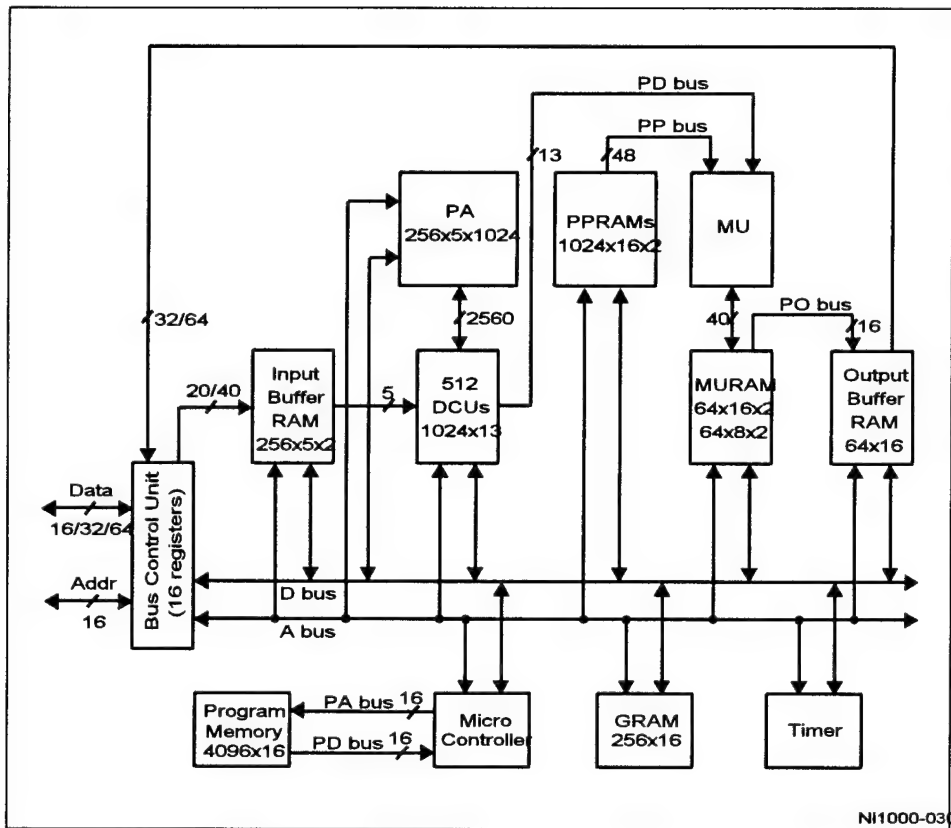 PD bus
PP bus
13
48
PA
256x5x1024
PPRAMs
1024x16x2
MU
32/64
2560
40
PO bus
16
20/40
Input
Buffer
RAM
256x5x2
5
512
DCUs
1024x13
MURAM
64x16x2
64x8x2
Output
Buffer
RAM
64x16
Data
16/32/64
Addr
16
Bus Control Unit
(16 registers)
D bus
A bus
Program
Memory
4096x16
PA bus
16
PD bus
16
Micro
Controller
GRAM
256x16
Timer
NI1000-03